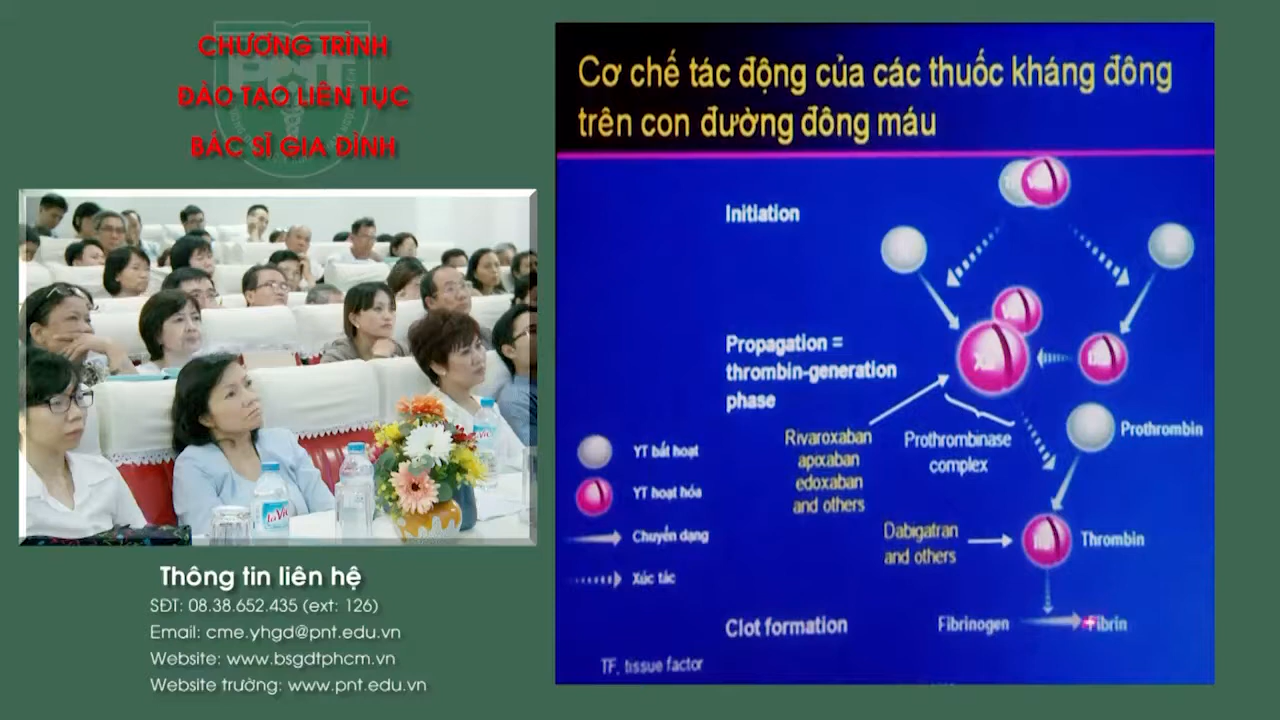 CHƯƠNG TRÌNH
ĐÀO TẠO LIÊN TỤC
BÁC SĨ GIA ĐÌNH
PNT
LaVie
Thông tin liên hệ
SĐT: 08.38.652.435 (ext: 126)
Email: cme.yhgd@pnt.edu.vn
Website: www.bsgdtphcm.vn
Website trường: www.pnt.edu.vn
Cơ chế tác động của các thuốc kháng đông
trên con đường đông máu
Initiation
Propagation =
thrombin-generation
phase
Rivaroxaban
apixaban
edoxaban
and others
Prothrombinase
complex
Prothrombin
YT bất hoạt
YT hoạt hóa
Chuyển dạng
Xúc tác
Dabigatran
and others
Thrombin
Clot formation
Fibrinogen
Fibrin
TF, tissue factor